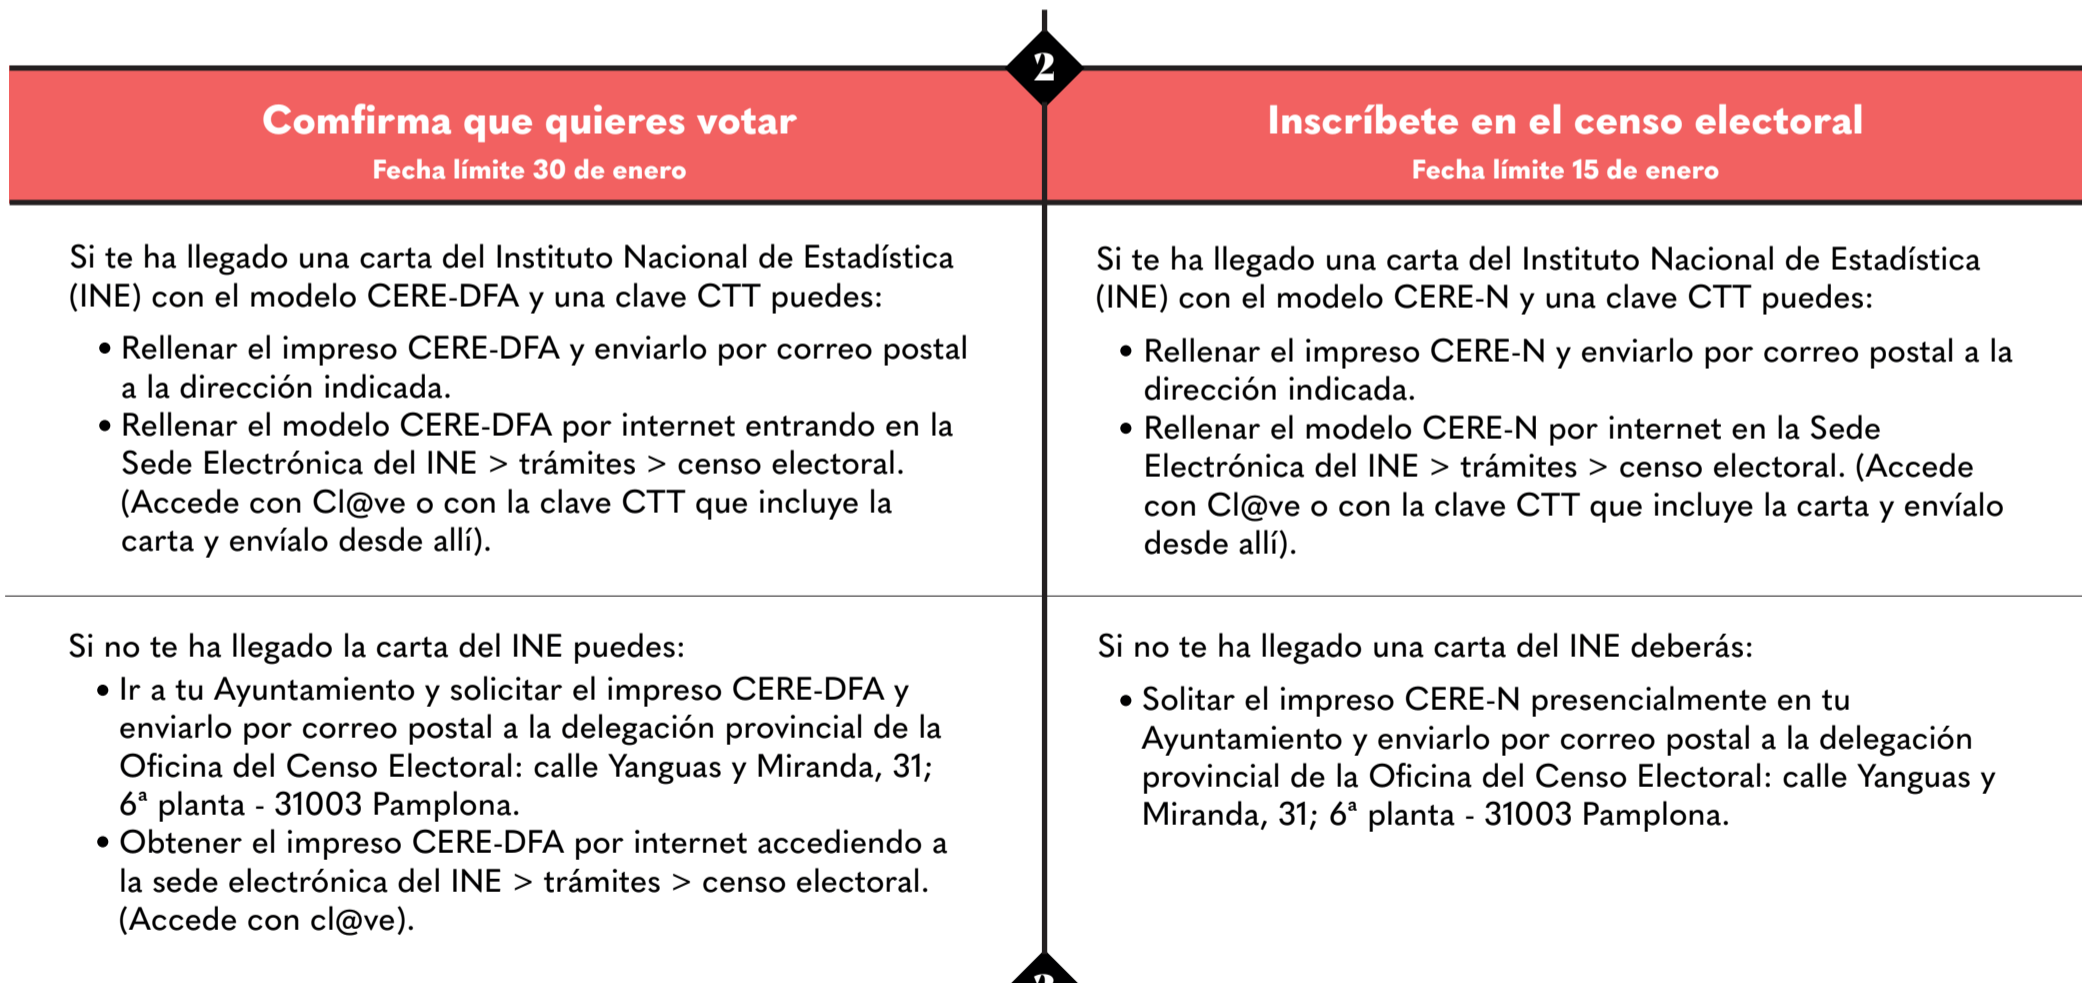 2
Comfirma que quieres votar
Fecha límite 30 de enero
Si te ha llegado una carta del Instituto Nacional de Estadística
(INE) con el modelo CERE-DFA y una clave CTT puedes:
• Rellenar el impreso CERE-DFA y enviarlo por correo postal
a la dirección indicada.
• Rellenar el modelo CERE-DFA por internet entrando en la
Sede Electrónica del INE > trámites > censo electoral.
(Accede con Cl@ve o con la clave CTT que incluye la
carta y envíalo desde allí).
Si no te ha llegado la carta del INE puedes:
• Ir a tu Ayuntamiento y solicitar el impreso CERE-DFA y
enviarlo por correo postal a la delegación provincial de la
Oficina del Censo Electoral: calle Yanguas y Miranda, 31;
6ª planta - 31003 Pamplona.
• Obtener el impreso CERE-DFA por internet accediendo a
la sede electrónica del INE > trámites > censo electoral.
(Accede con cl@ve).
Inscríbete en el censo electoral
Fecha límite 15 de enero
Si te ha llegado una carta del Instituto Nacional de Estadística
(INE) con el modelo CERE-N y una clave CTT puedes:
• Rellenar el impreso CERE-N y enviarlo por correo postal a la
dirección indicada.
• Rellenar el modelo CERE-N por internet en la Sede
Electrónica del INE > trámites > censo electoral. (Accede
con Cl@ve o con la clave CTT que incluye la carta y envíalo
desde allí).
Si no te ha llegado una carta del INE deberás:
• Solitar el impreso CERE-N presencialmente en tu
Ayuntamiento y enviarlo por correo postal a la delegación
provincial de la Oficina del Censo Electoral: calle Yanguas y
Miranda, 31; 6ª planta - 31003 Pamplona.